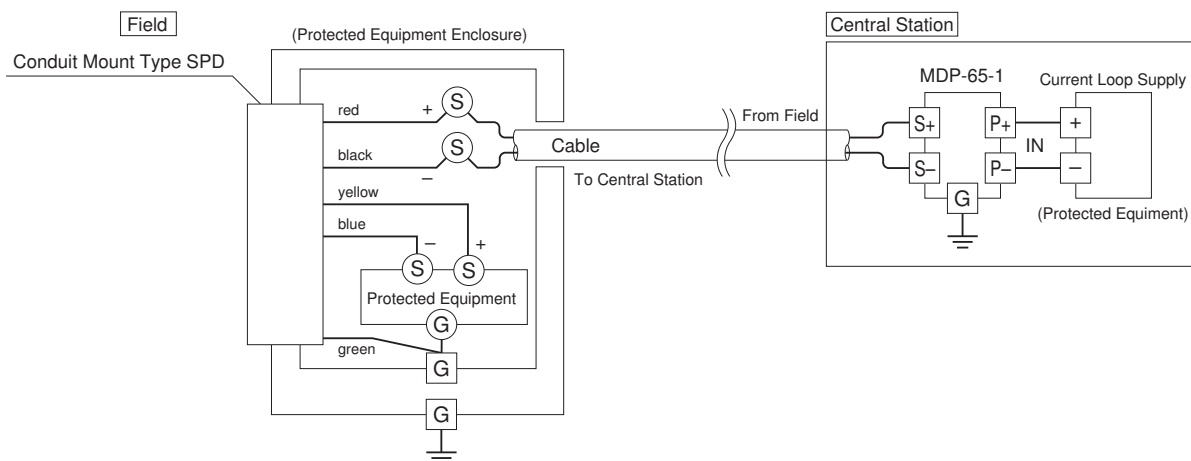 Field
Central Station
(Protected Equipment Enclosure)
Conduit Mount Type SPD
MDP-65-1
Current Loop Supply
red
+
S
From Field
S+
P+
+
black
S
Cable
IN
−
To Central Station
S−
P−
−
yellow
G
blue
(Protected Equiment)
−
+
S
S
Protected Equipment
G
green
G
G